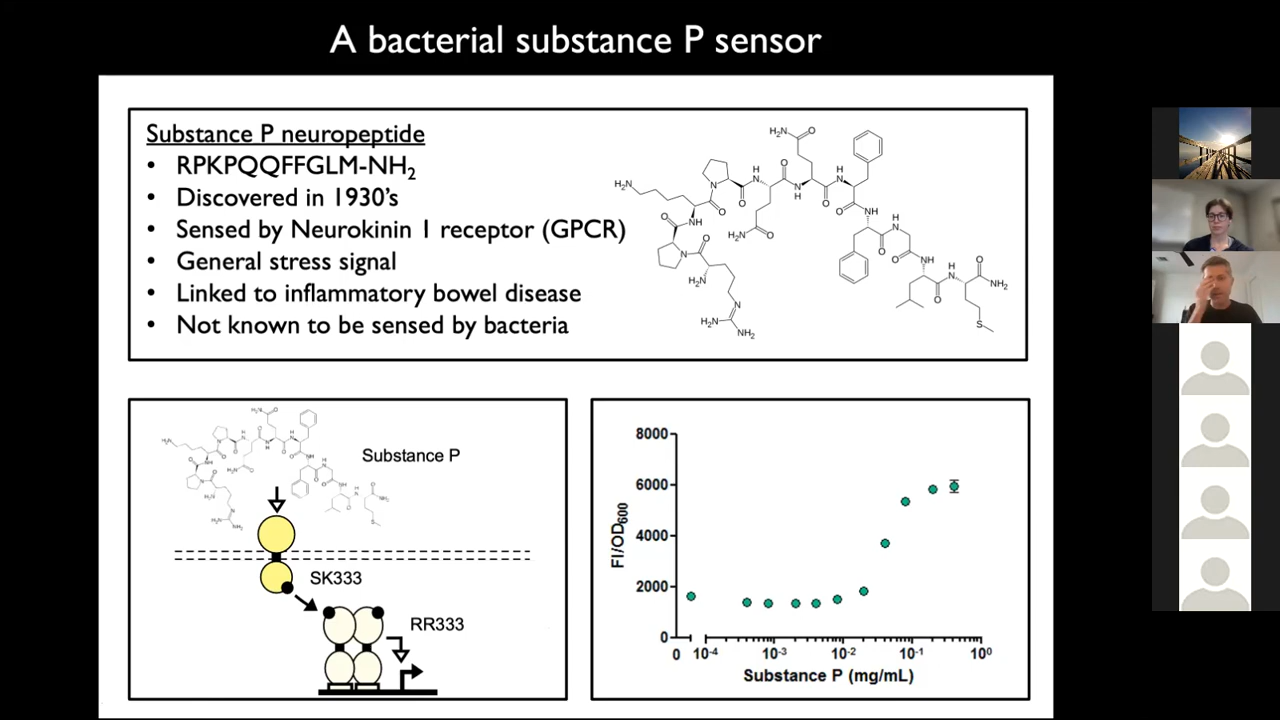 A bacterial substance P sensor
Substance P neuropeptide
• RPKPQQFFGLM-NH2
• Discovered in 1930's
• Sensed by Neurokinin 1 receptor (GPCR)
• General stress signal
• Linked to inflammatory bowel disease
• Not known to be sensed by bacteria
Substance P
SK333
RR333
8000
6000
4000
2000
0
FI/OD600
0 10-4 10-3 10-2 10-1 100
Substance P (mg/mL)